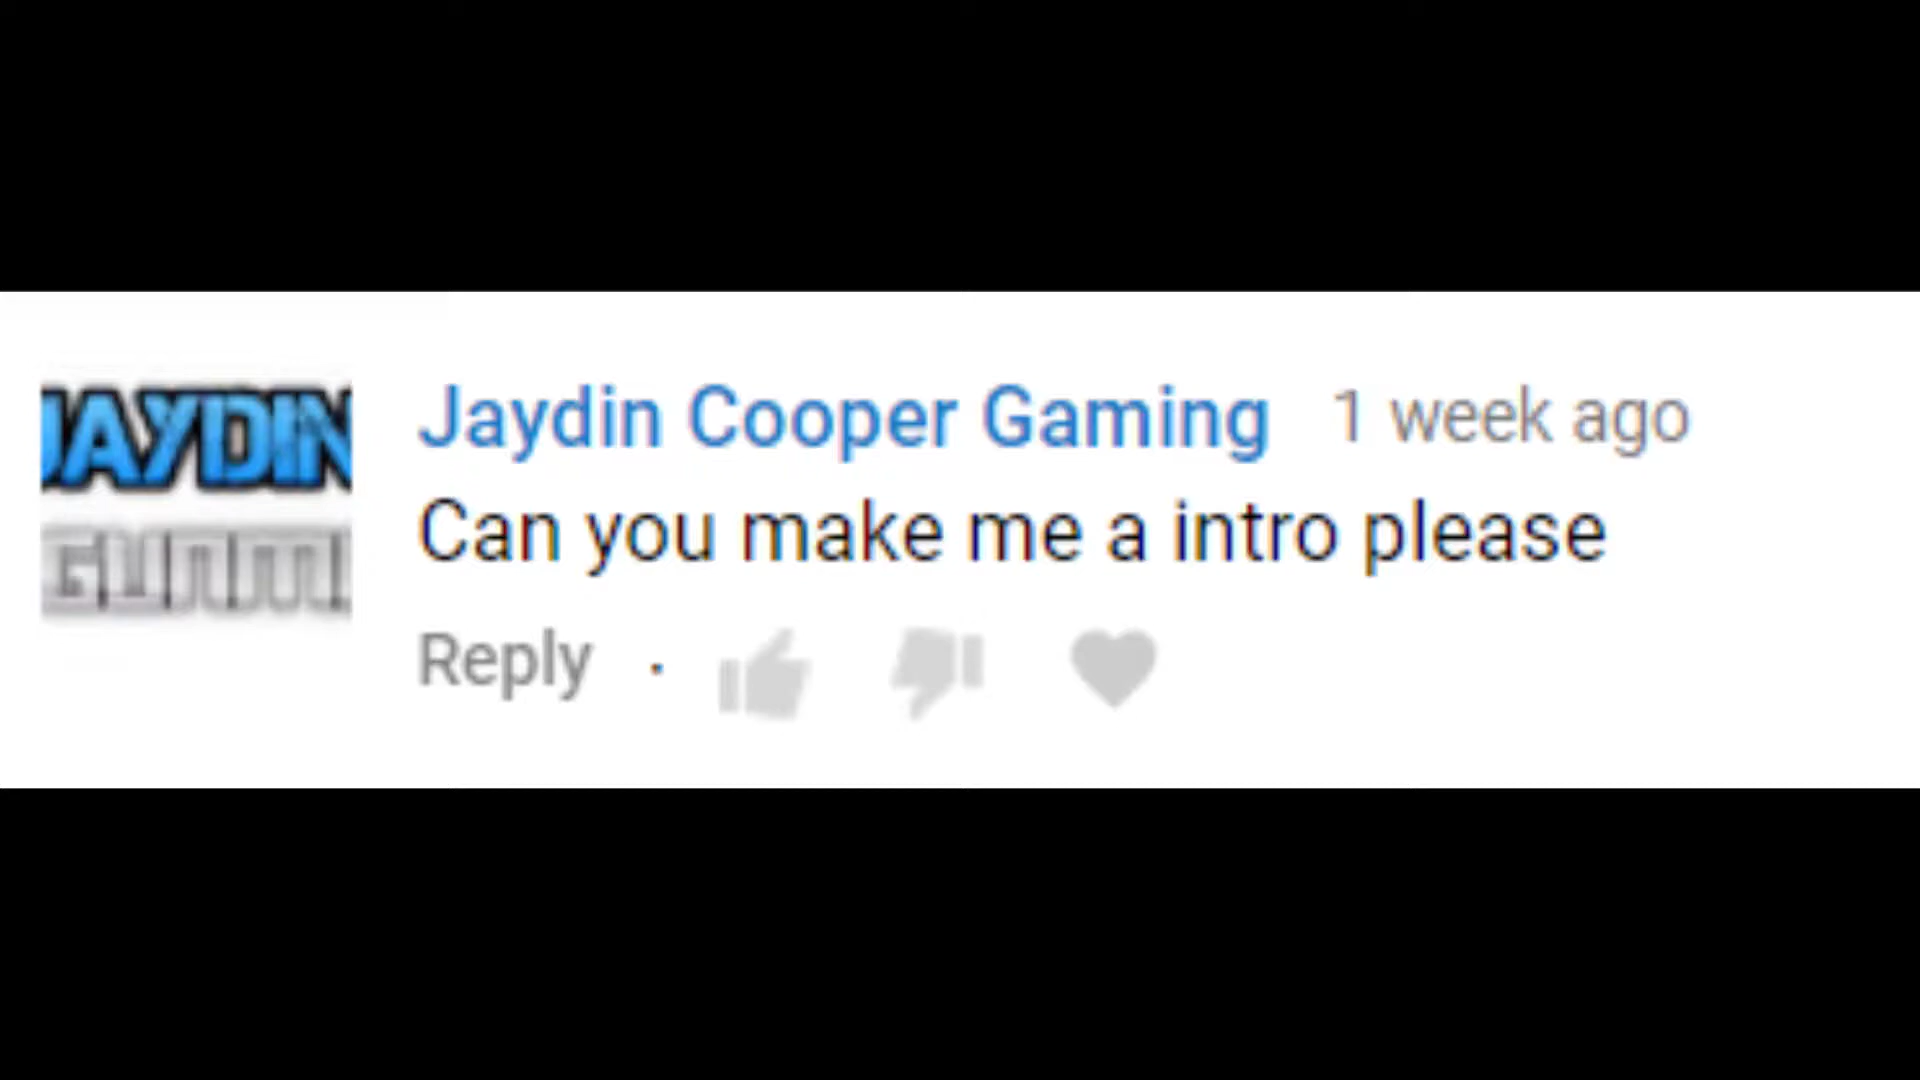 JAYDIN
Jaydin Cooper Gaming 1 week ago
Can you make me a intro please
Reply